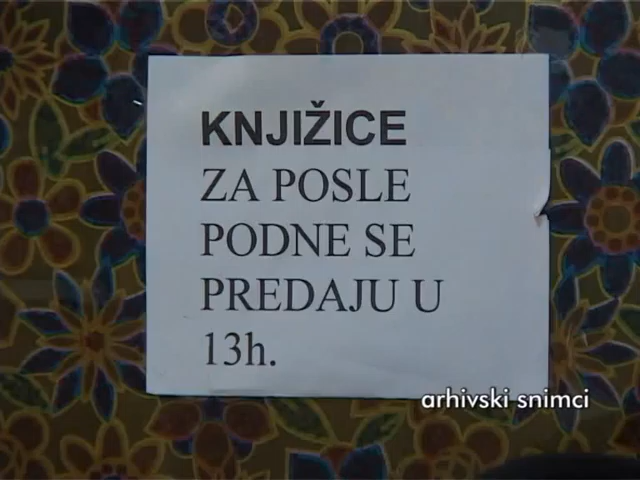 KNJIŽICE
ZA POSLE
PODNE SE
PREDAJU U
13h.
arhivski snimci